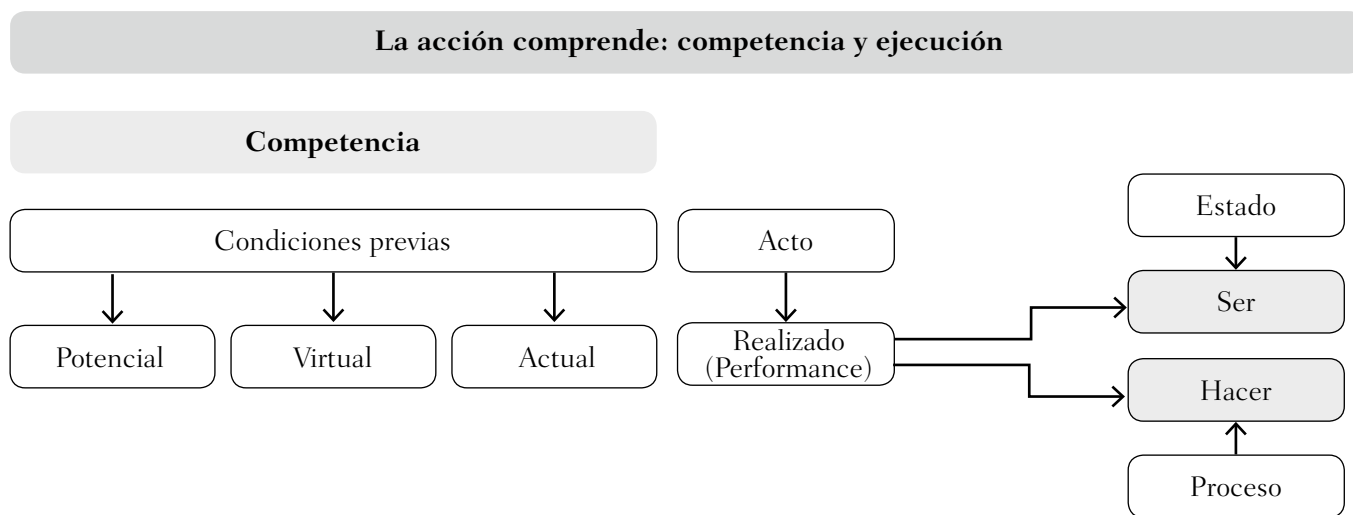 La acción comprende: competencia y ejecución
Competencia
Condiciones previas
Potencial
Virtual
Actual
Acto
Realizado
(Performance)
Estado
Ser
Hacer
Proceso